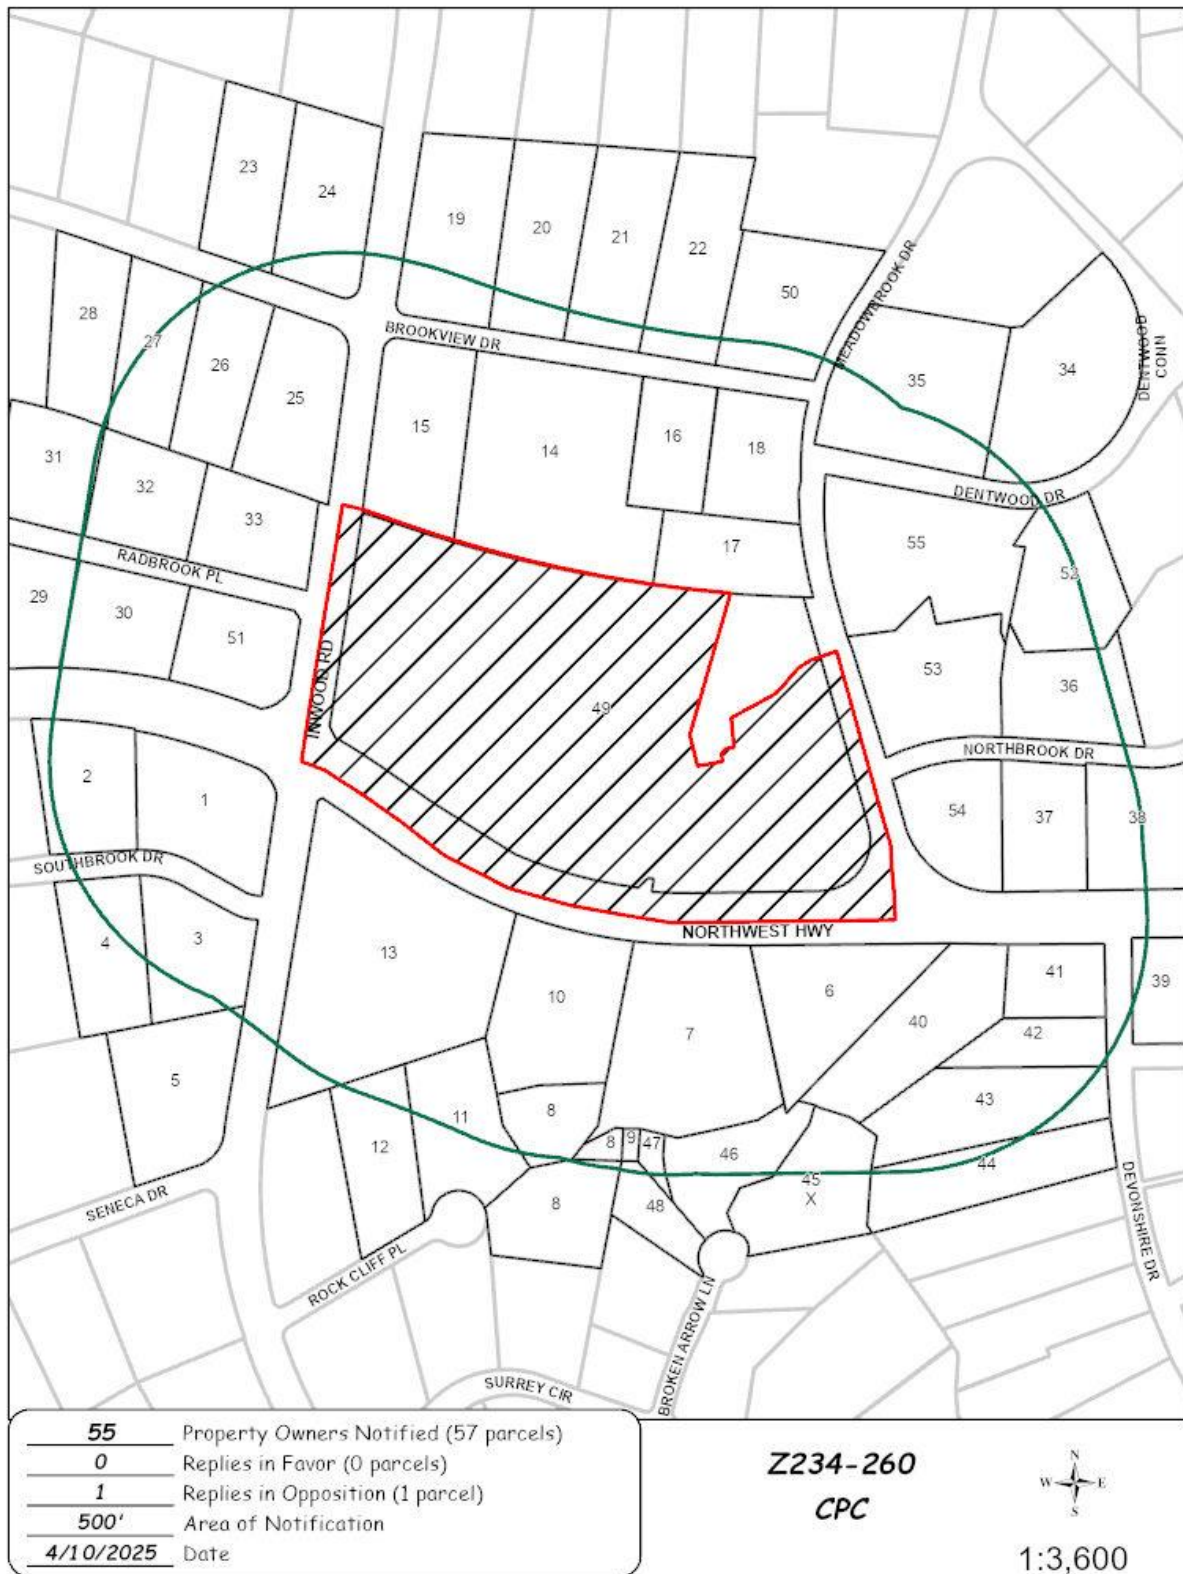 23
24
19
20
21
22
50
MEADOWBROOK DR
28
27
26
25
BROOKVIEW DR
35
34
DENTWOOD
CONN
15
14
16
18
31
32
33
DENTWOOD DR
17
55
52
RADBROOK PL
29
30
51
INWOOD RD
49
53
36
NORTHBROOK DR
2
1
54
37
38
SOUTHBROOK DR
4
3
13
NORTHWEST HWY
10
7
6
40
41
39
42
5
43
12
11
8
8
9
47
46
44
45
X
8
48
SENECA DR
ROCK CLIFF PL
BROKEN ARROW LN
DEVONSHIRE DR
SURREY CIR
55 Property Owners Notified (57 parcels)
0 Replies in Favor (0 parcels)
1 Replies in Opposition (1 parcel)
500' Area of Notification
4/10/2025 Date
Z234-260
CPC
N
W E
S
1:3,600